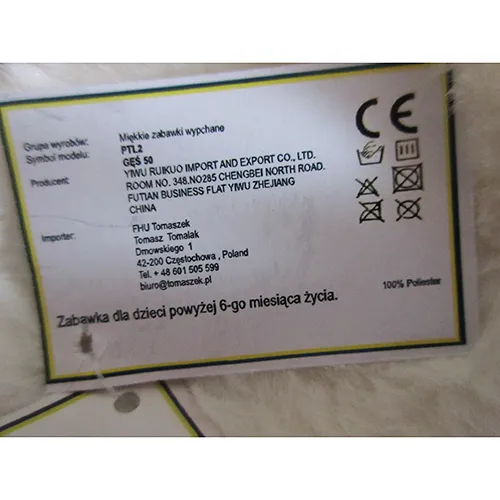 CE
Grupa wyrobów: Miękkie zabawki wypchane
PTL2
Symbol modelu: GĘŚ 50
Producent: YIWU RUIKUO IMPORT AND EXPORT CO., LTD.
ROOM NO. 348.NO285 CHENGBEI NORTH ROAD.
FUTIAN BUSINESS FLAT YIWU ZHEJIANG
CHINA
Importer: FHU Tomaszek
Tomasz Tomalak
Dmowskiego 1
42-200 Częstochowa , Poland
Tel. + 48 601 505 599
biuro@tomaszek.pl
100% Poliester
Zabawka dla dzieci powyżej 6-go miesiąca życia.